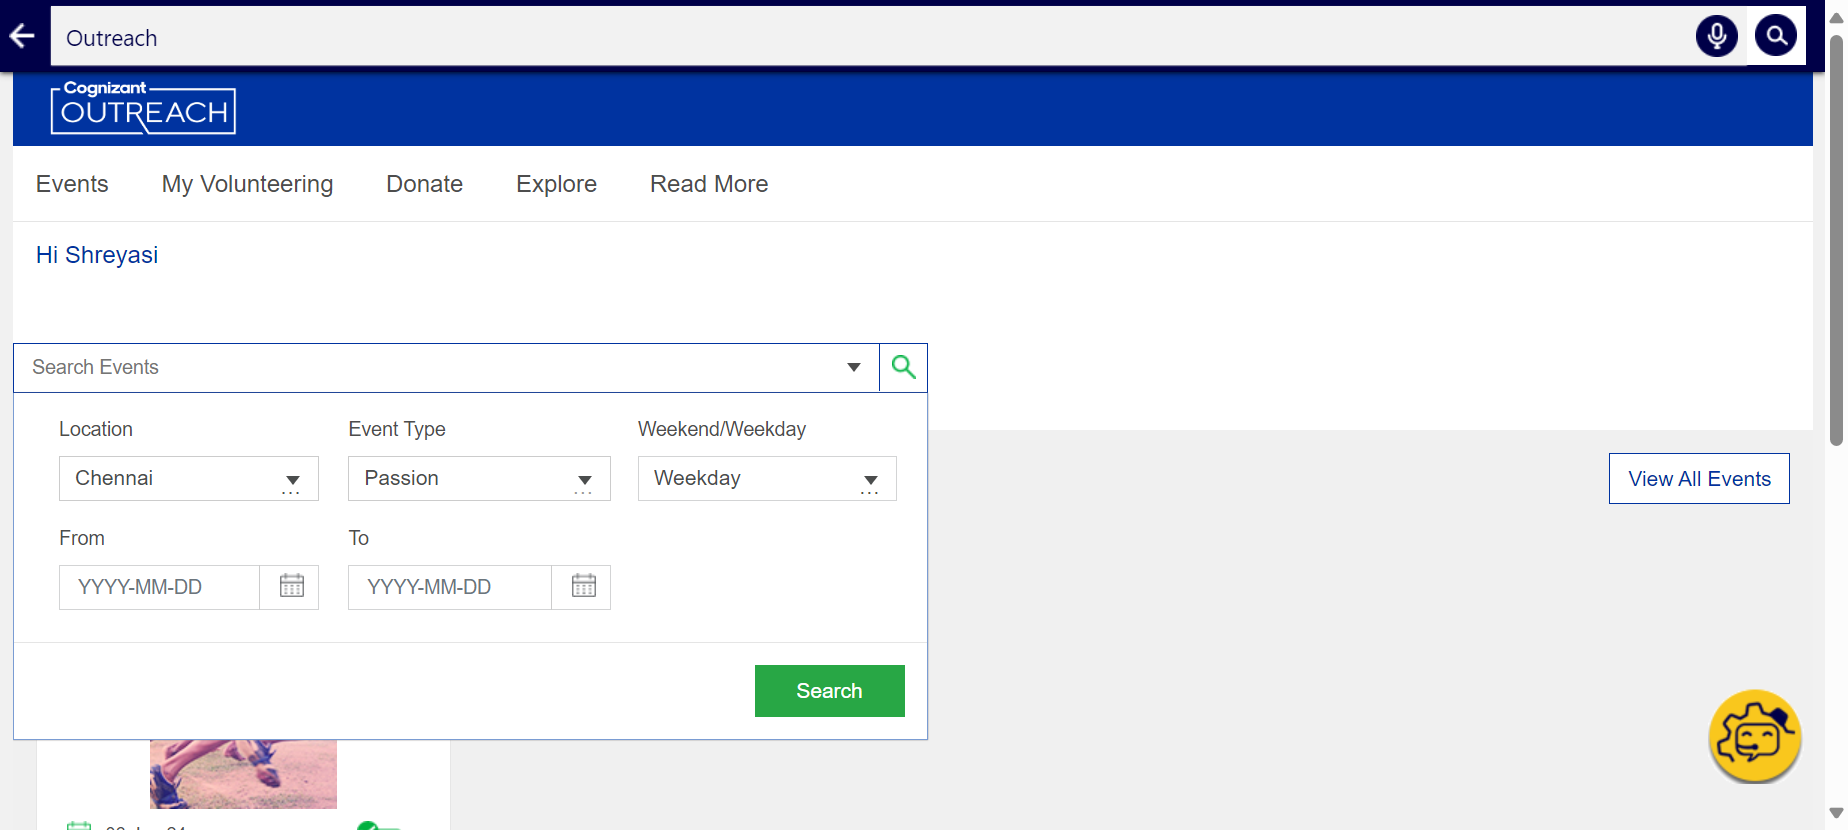 Outreach
Cognizant
OUTREACH
Events My Volunteering Donate Explore Read More
Hi Shreyasi
Search Events
Location Event Type Weekend/Weekday
Chennai ... Passion ... Weekday ...
View All Events
From To
YYYY-MM-DD YYYY-MM-DD
Search